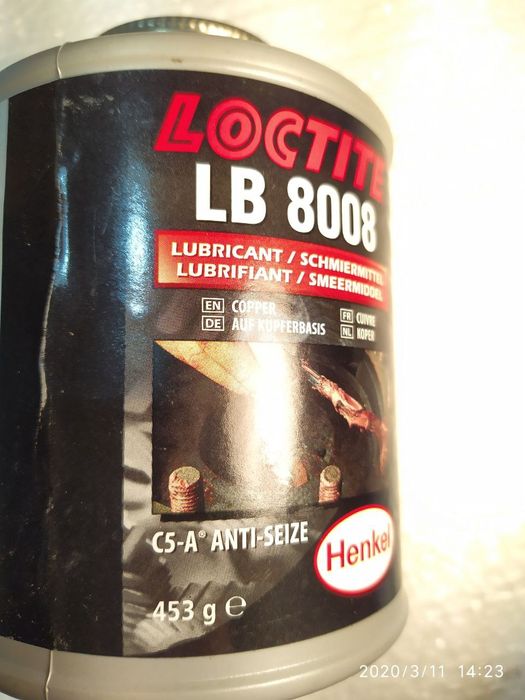 LOCTITE
LB 8008
LUBRICANT / SCHMIERMITTEL
LUBRIFIANT / SMEERMIDDEL
EN COPPER
DE AUF KUPFERBASIS
FR CUIVRE
NL KOPER
C5-A® ANTI-SEIZE
Henkel
453 g ℮
2020/3/11 14:23